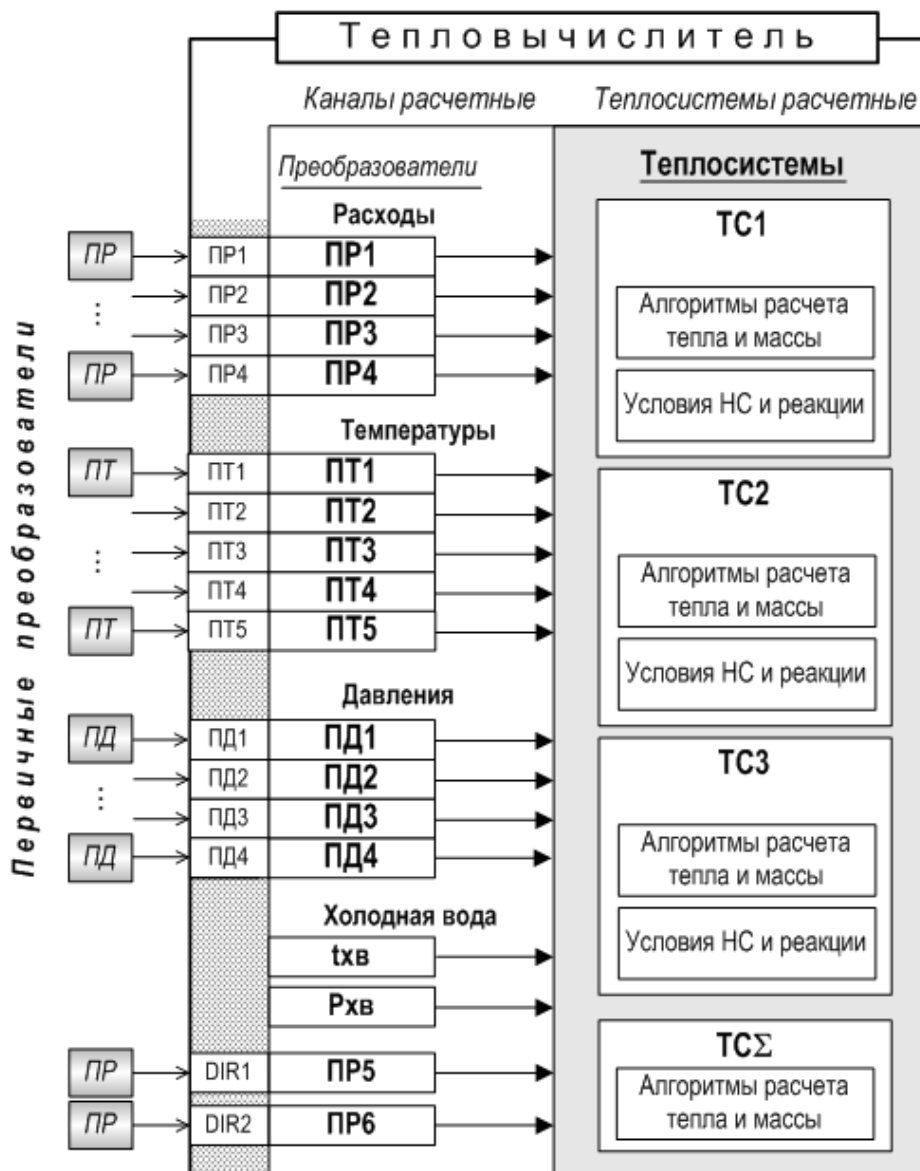 Тепловычислитель
Каналы расчетные
Теплосистемы расчетные
Первичные преобразователи
Преобразователи
Расходы
ПР ПР1 ПР1
⋮ ПР2 ПР2
ПР3 ПР3
ПР ПР4 ПР4
Температуры
ПТ ПТ1 ПТ1
ПТ2 ПТ2
⋮ ПТ3 ПТ3
ПТ4 ПТ4
ПТ ПТ5 ПТ5
Давления
ПД ПД1 ПД1
⋮ ПД2 ПД2
ПД3 ПД3
ПД ПД4 ПД4
Холодная вода
tхв
Pхв
ПР DIR1 ПР5
ПР DIR2 ПР6
Теплосистемы
ТС1
Алгоритмы расчета
тепла и массы
Условия НС и реакции
ТС2
Алгоритмы расчета
тепла и массы
Условия НС и реакции
ТС3
Алгоритмы расчета
тепла и массы
Условия НС и реакции
ТСΣ
Алгоритмы расчета
тепла и массы